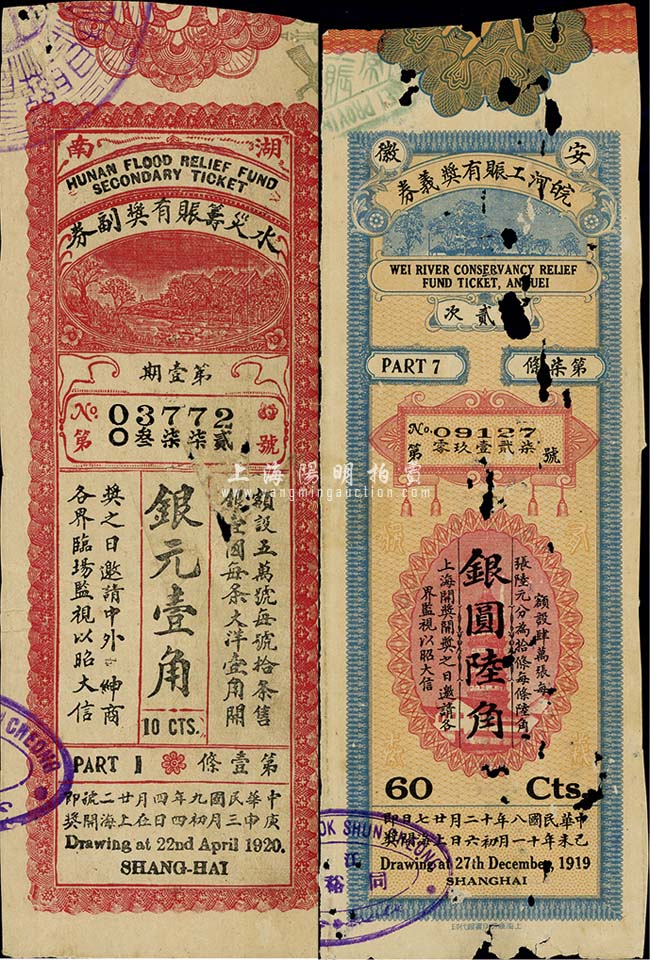 湖南
HUNAN FLOOD RELIEF FUND
SECONDARY TICKET
水災籌賑有獎副券
第壹期
No. 03772
第〇叁柒柒貳號
額設五萬號每號拾条售
銀壹圓每条大洋壹角開
銀元壹角
10 CTS.
獎之日邀請中外紳商
各界臨場監視以昭大信
PART 1
第壹條
中華民國九年四月廿二號即
庚申三月初四日在上海開獎
Drawing at 22nd April 1920.
SHANG-HAI
CHEONG
安徽
皖河工賑有獎義券
WEI RIVER CONSERVANCY RELIEF
FUND TICKET, ANHUEI
貳次
PART 7
第柒條
No. 09127
第零玖壹貳柒號
額設肆萬張每
張陸元分為拾條每條陸角
銀圓陸角
上海開獎開獎之日邀請各
界監視以昭大信
60 Cts.
中華民國八年十二月廿七日即
己未年十一月初六日上海開獎
Drawing at 27th December, 1919
SHANGHAI
OK SHUN CHEONG
上海陽明拍賣
www.yangmingauction.com